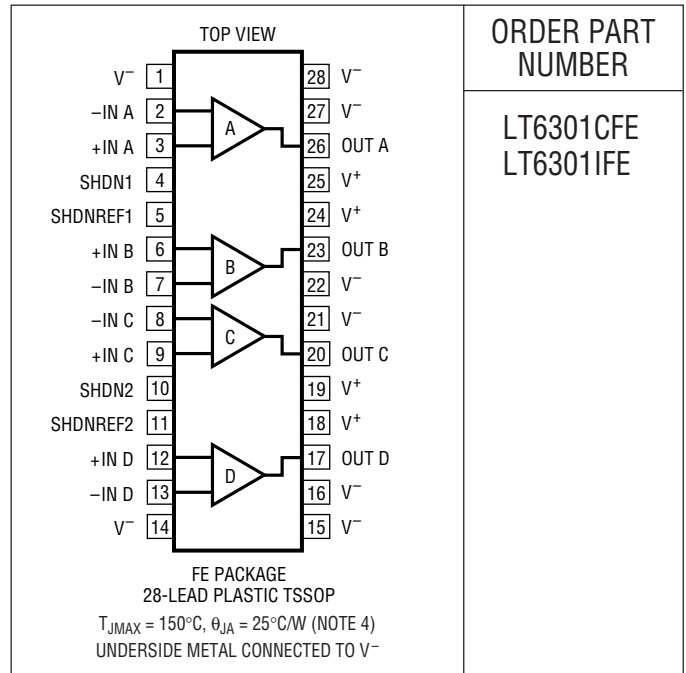 TOP VIEW
V⁻ 1
−IN A 2
+IN A 3
SHDN1 4
SHDNREF1 5
+IN B 6
−IN B 7
−IN C 8
+IN C 9
SHDN2 10
SHDNREF2 11
+IN D 12
−IN D 13
V⁻ 14
A
B
C
D
28 V⁻
27 V⁻
26 OUT A
25 V⁺
24 V⁺
23 OUT B
22 V⁻
21 V⁻
20 OUT C
19 V⁺
18 V⁺
17 OUT D
16 V⁻
15 V⁻
FE PACKAGE
28-LEAD PLASTIC TSSOP
TJMAX = 150°C, θJA = 25°C/W (NOTE 4)
UNDERSIDE METAL CONNECTED TO V⁻
ORDER PART
NUMBER
LT6301CFE
LT6301IFE